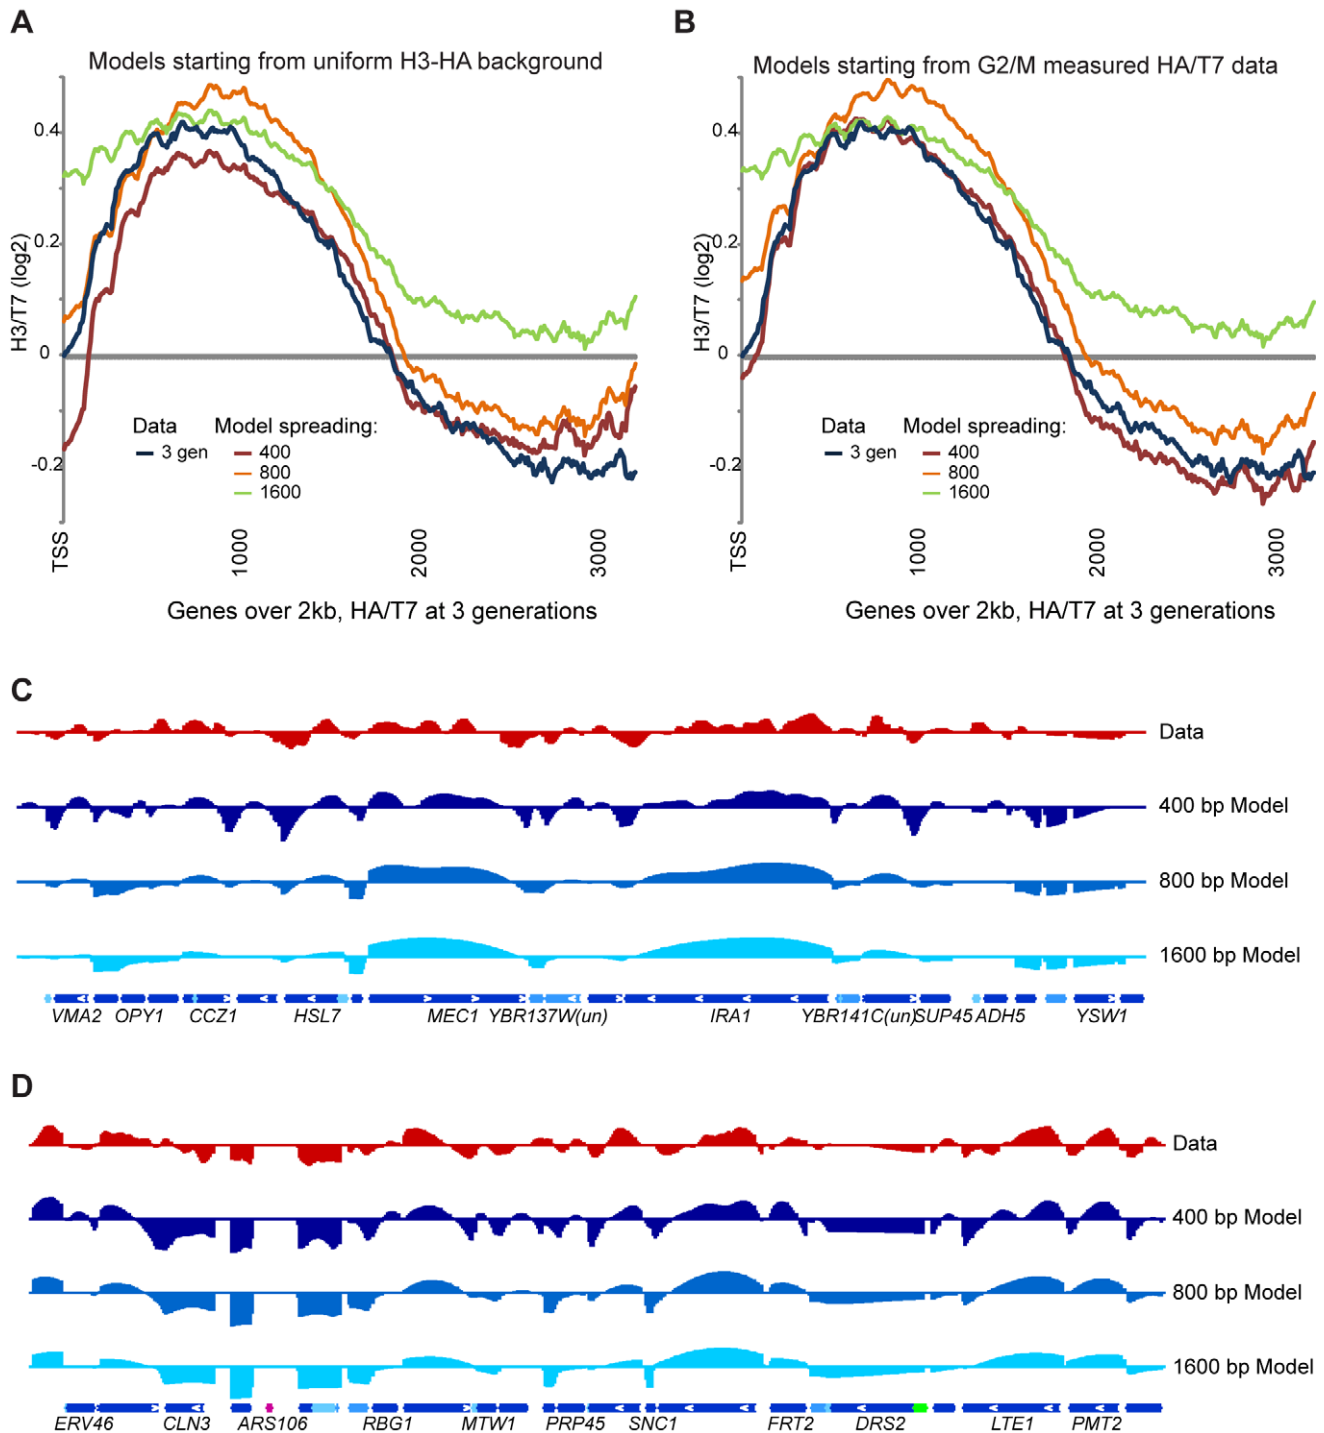 A
Models starting from uniform H3-HA background
0.4
0.2
0
-0.2
H3/T7 (log2)
Data
3 gen
Model spreading:
400
800
1600
TSS
1000
2000
3000
Genes over 2kb, HA/T7 at 3 generations
B
Models starting from G2/M measured HA/T7 data
0.4
0.2
0
-0.2
H3/T7 (log2)
Data
3 gen
Model spreading:
400
800
1600
TSS
1000
2000
3000
Genes over 2kb, HA/T7 at 3 generations
C
Data
400 bp Model
800 bp Model
1600 bp Model
VMA2 OPY1 CCZ1 HSL7 MEC1 YBR137W(un) IRA1 YBR141C(un) SUP45 ADH5 YSW1
D
Data
400 bp Model
800 bp Model
1600 bp Model
ERV46 CLN3 ARS106 RBG1 MTW1 PRP45 SNC1 FRT2 DRS2 LTE1 PMT2